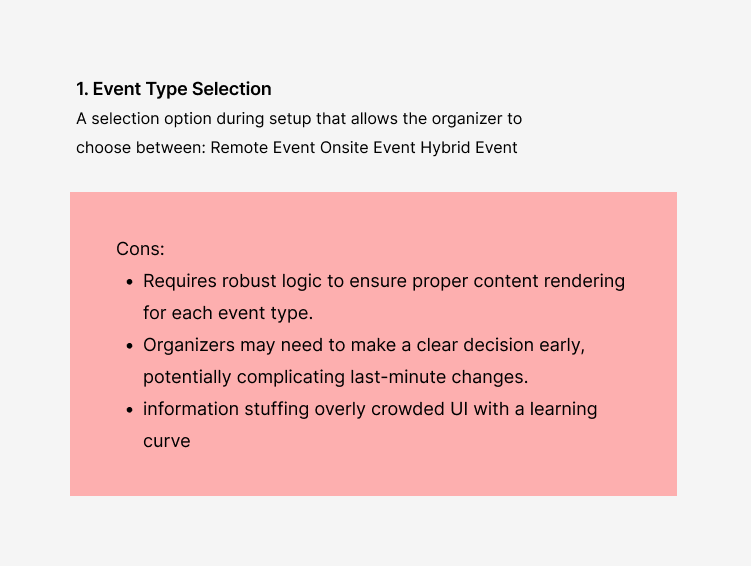 1. Event Type Selection
A selection option during setup that allows the organizer to
choose between: Remote Event Onsite Event Hybrid Event
Cons:
• Requires robust logic to ensure proper content rendering
for each event type.
• Organizers may need to make a clear decision early,
potentially complicating last-minute changes.
• information stuffing overly crowded UI with a learning
curve